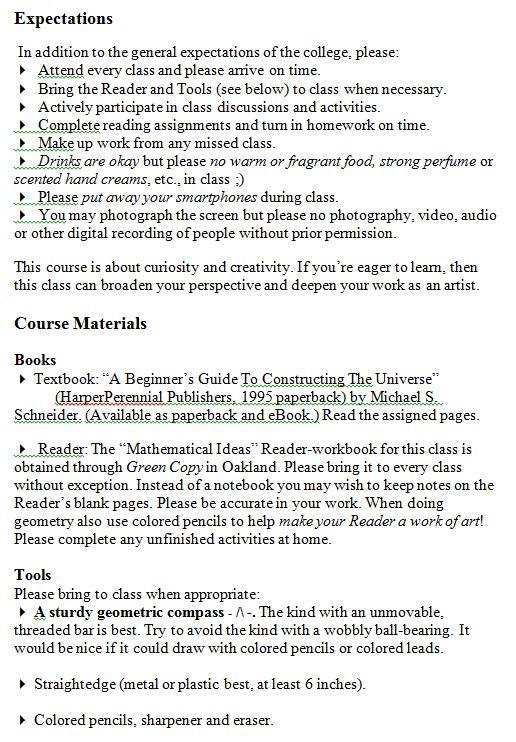 Expectations
In addition to the general expectations of the college, please:
Attend every class and please arrive on time.
Bring the Reader and Tools (see below) to class when necessary.
Actively participate in class discussions and activities.
Complete reading assignments and turn in homework on time.
Make up work from any missed class.
Drinks are okay but please no warm or fragrant food, strong perfume or
scented hand creams, etc., in class ;)
Please put away your smartphones during class.
You may photograph the screen but please no photography, video, audio
or other digital recording of people without prior permission.
This course is about curiosity and creativity. If you’re eager to learn, then
this class can broaden your perspective and deepen your work as an artist.
Course Materials
Books
Textbook: “A Beginner’s Guide To Constructing The Universe”
(HarperPerennial Publishers, 1995 paperback) by Michael S.
Schneider. (Available as paperback and eBook.) Read the assigned pages.
Reader: The “Mathematical Ideas” Reader-workbook for this class is
obtained through Green Copy in Oakland. Please bring it to every class
without exception. Instead of a notebook you may wish to keep notes on the
Reader’s blank pages. Please be accurate in your work. When doing
geometry also use colored pencils to help make your Reader a work of art!
Please complete any unfinished activities at home.
Tools
Please bring to class when appropriate:
A sturdy geometric compass - /\ -. The kind with an unmovable,
threaded bar is best. Try to avoid the kind with a wobbly ball-bearing. It
would be nice if it could draw with colored pencils or colored leads.
Straightedge (metal or plastic best, at least 6 inches).
Colored pencils, sharpener and eraser.